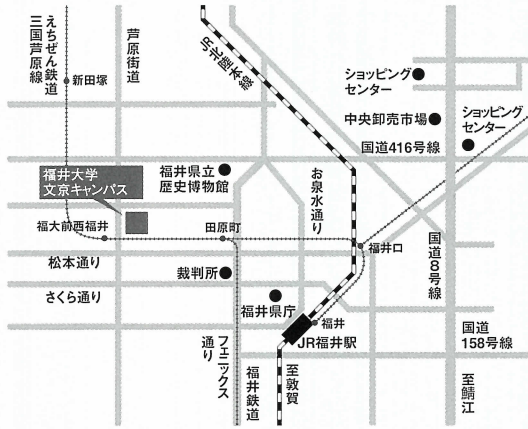 えちぜん鉄道
三国芦原線
芦原街道
JR北陸本線
新田塚
ショッピング
センター
中央卸売市場
ショッピング
センター
国道416号線
福井県立
歴史博物館
福井大学
文京キャンパス
お泉水通り
福大前西福井
田原町
福井口
松本通り
国道8号線
裁判所
さくら通り
福井県庁
福井
JR福井駅
国道
158号線
フェニックス
通り
福井鉄道
至敦賀
至鯖江